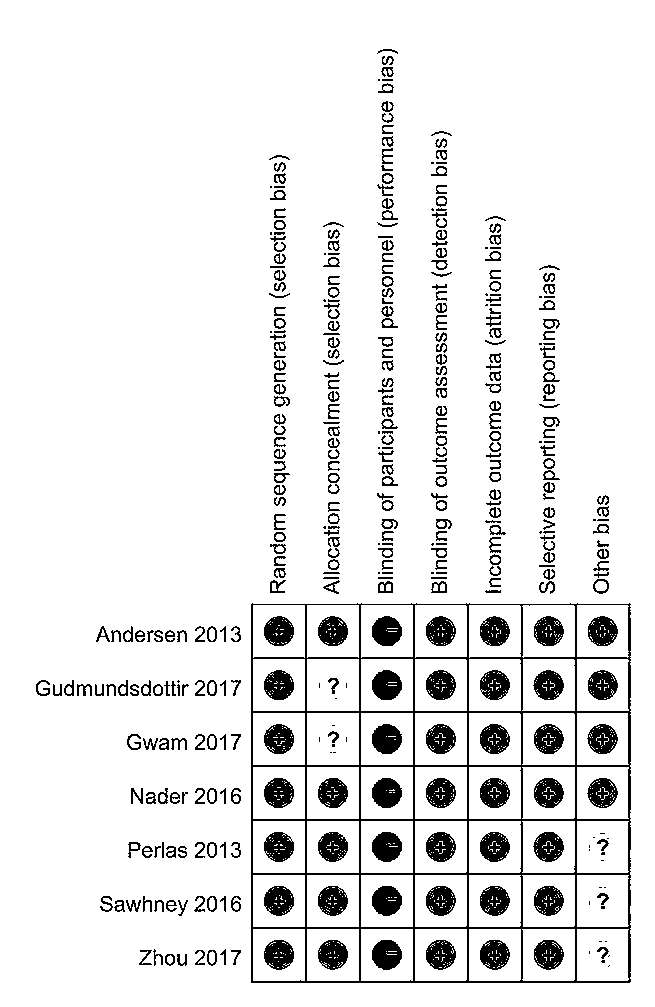 Random sequence generation (selection bias)
Allocation concealment (selection bias)
Blinding of participants and personnel (performance bias)
Blinding of outcome assessment (detection bias)
Incomplete outcome data (attrition bias)
Selective reporting (reporting bias)
Other bias
Andersen 2013 + + - + + + +
Gudmundsdottir 2017 + ? - + + + +
Gwam 2017 + ? - + + + +
Nader 2016 + + - + + + +
Perlas 2013 + + - + + + ?
Sawhney 2016 + + - + + + ?
Zhou 2017 + + - + + + ?